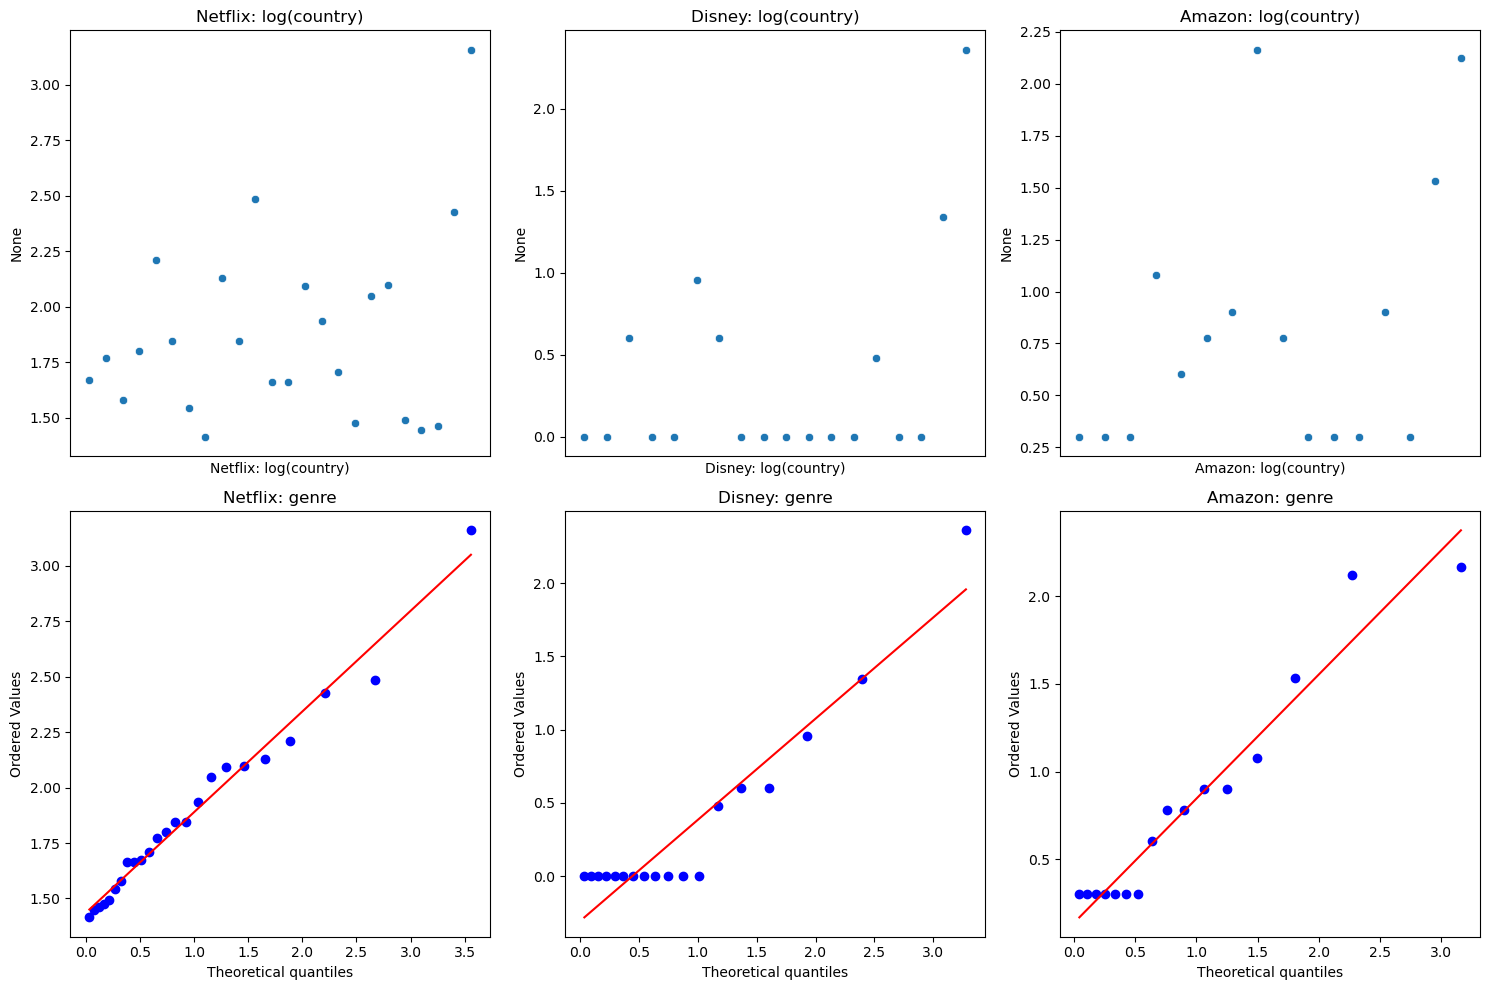 Netflix: log(country)
3.00
2.75
2.50
2.25
2.00
1.75
1.50
None
Netflix: log(country)
Disney: log(country)
2.0
1.5
1.0
0.5
0.0
None
Disney: log(country)
Amazon: log(country)
2.25
2.00
1.75
1.50
1.25
1.00
0.75
0.50
0.25
None
Amazon: log(country)
Netflix: genre
3.00
2.75
2.50
2.25
2.00
1.75
1.50
Ordered Values
0.0 0.5 1.0 1.5 2.0 2.5 3.0 3.5
Theoretical quantiles
Disney: genre
2.0
1.5
1.0
0.5
0.0
Ordered Values
0.0 0.5 1.0 1.5 2.0 2.5 3.0
Theoretical quantiles
Amazon: genre
2.0
1.5
1.0
0.5
Ordered Values
0.0 0.5 1.0 1.5 2.0 2.5 3.0
Theoretical quantiles